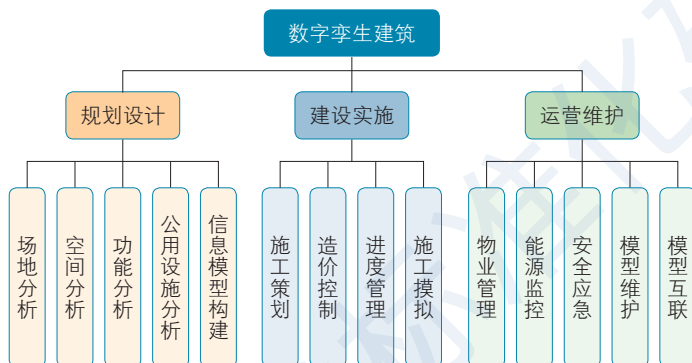 数字孪生建筑
规划设计
建设实施
运营维护
场地分析
空间分析
功能分析
公用设施分析
信息模型构建
施工策划
造价控制
进度管理
施工摸拟
物业管理
能源监控
安全应急
模型维护
模型互联
标准化